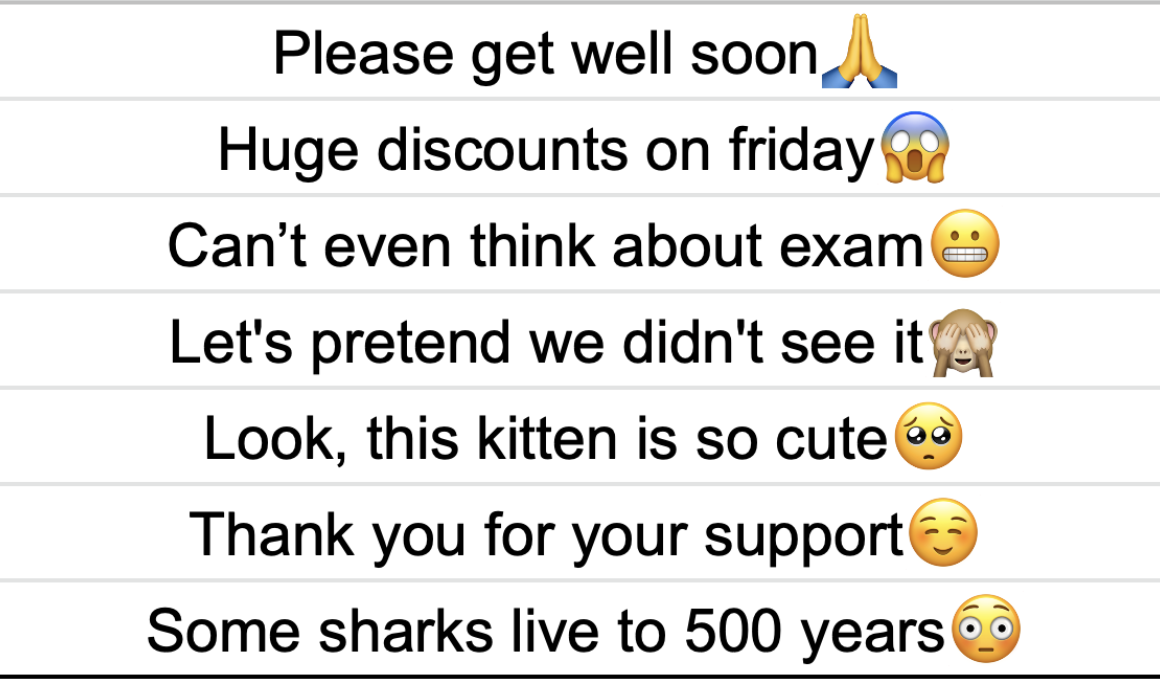 Please get well soon🙏
Huge discounts on friday😱
Can’t even think about exam😬
Let's pretend we didn't see it🙈
Look, this kitten is so cute🥺
Thank you for your support☺️
Some sharks live to 500 years😳